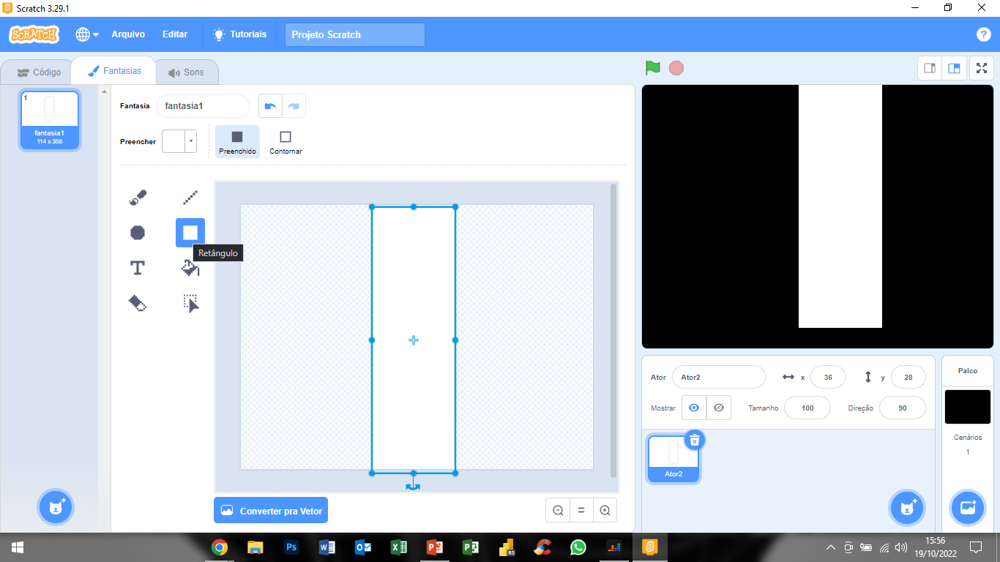 Scratch 3.29.1
SCRATCH
Arquivo
Editar
Tutoriais
Projeto Scratch
?
Código
Fantasias
Sons
1
fantasia1
114 x 358
Fantasia
fantasia1
Preencher
Preenchido
Contornar
T
Retângulo
Converter pra Vetor
Ator
Ator2
x
36
y
28
Mostrar
Tamanho
100
Direção
90
Ator2
Palco
Cenários
1
Ps
15:56
19/10/2022